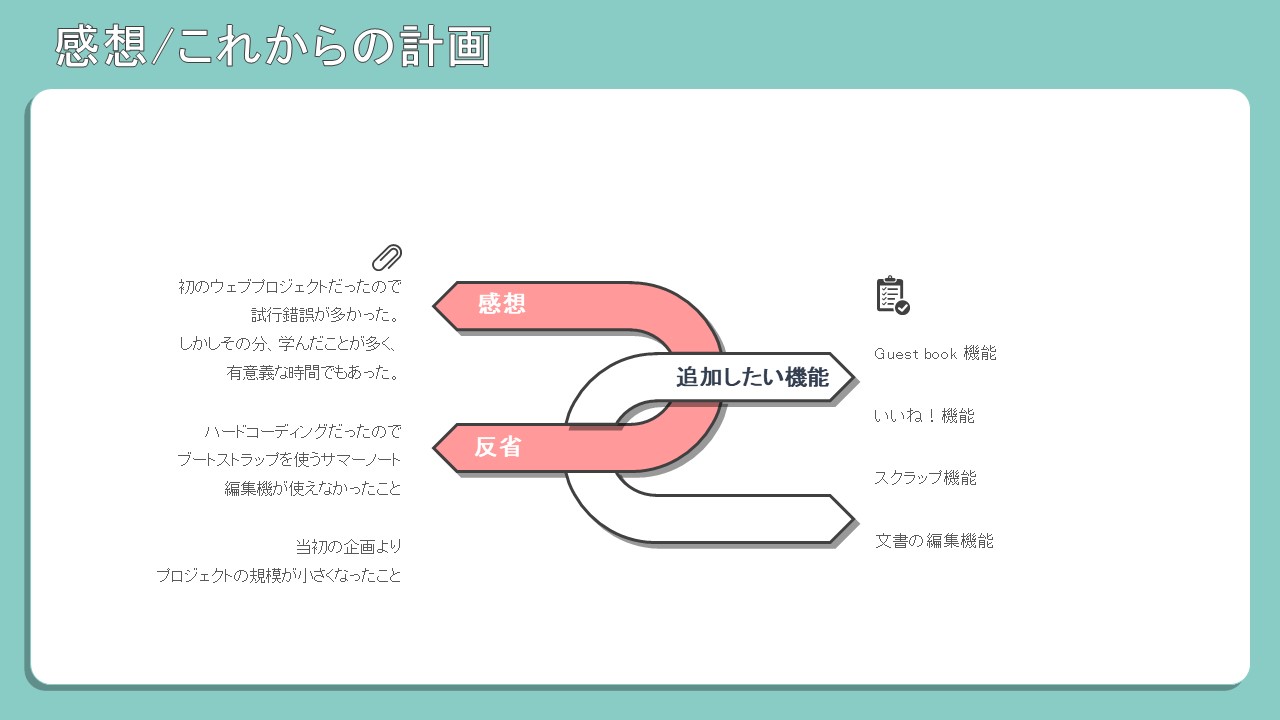 感想/これからの計画
初めウェブプロジェクトだったので
試行錯誤が多かった。
しかしその分、学んだことが多く、
有意義な時間でもあった。
ハードコーディングだったので
ブートストラップを使うサマーノート
編集機が使えなかったこと
当初の企画より
プロジェクトの規模が小さくなったこと
感想
追加したい機能
反省
Guest book 機能
いいね！機能
スクラップ機能
文書の編集機能